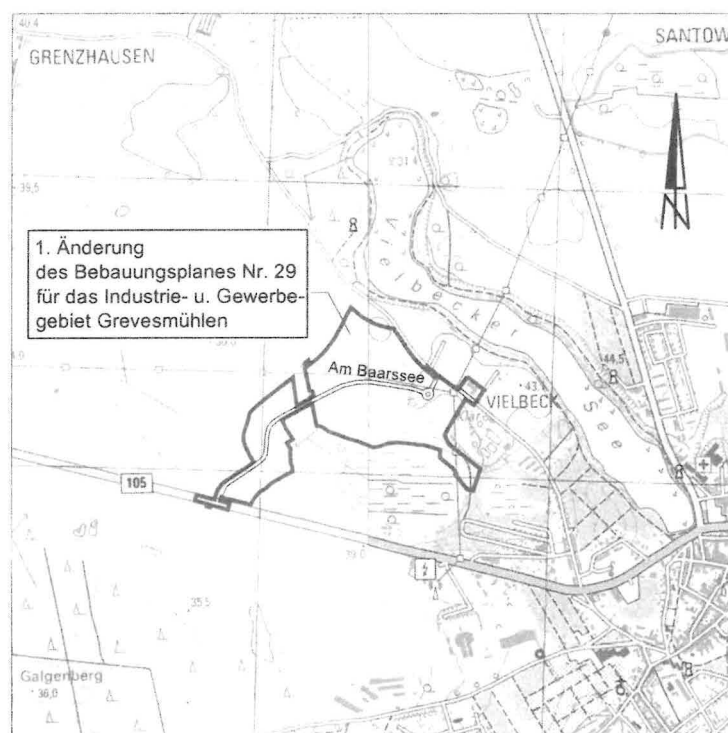 40.4
GRENZHAUSEN
SANTOW
39,5
1. Änderung
des Bebauungsplanes Nr. 29
für das Industrie- u. Gewerbe-
gebiet Grevesmühlen
Vielbecker See
44,5
Am Baarssee
VIELBECK
105
39.0
35,5
Galgenberg
36,0
N